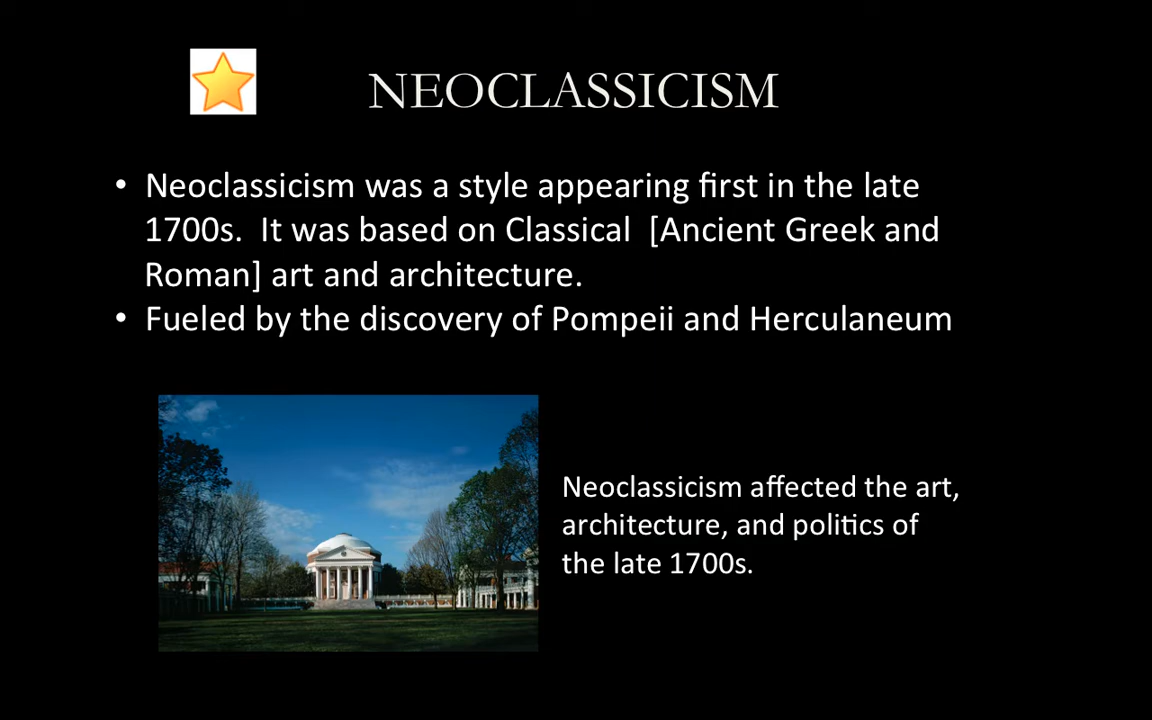 NEOCLASSICISM
• Neoclassicism was a style appearing first in the late
1700s.  It was based on Classical  [Ancient Greek and
Roman] art and architecture.
• Fueled by the discovery of Pompeii and Herculaneum
Neoclassicism affected the art,
architecture, and politics of
the late 1700s.